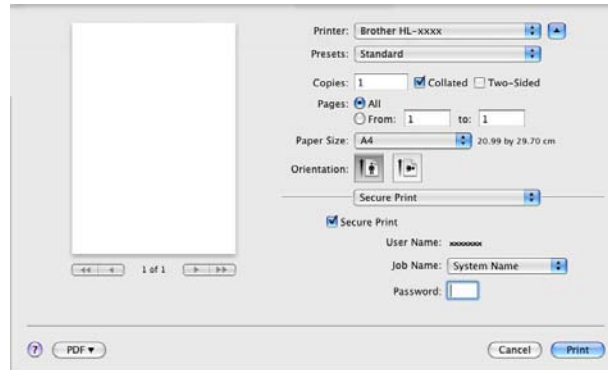 Printer: Brother HL-xxxx
Presets: Standard
Copies: 1 Collated Two-Sided
Pages: All
From: 1 to: 1
Paper Size: A4 20.99 by 29.70 cm
Orientation:
Secure Print
Secure Print
User Name: xxxxxxxx
Job Name: System Name
Password:
1 of 1
? PDF▼ Cancel Print